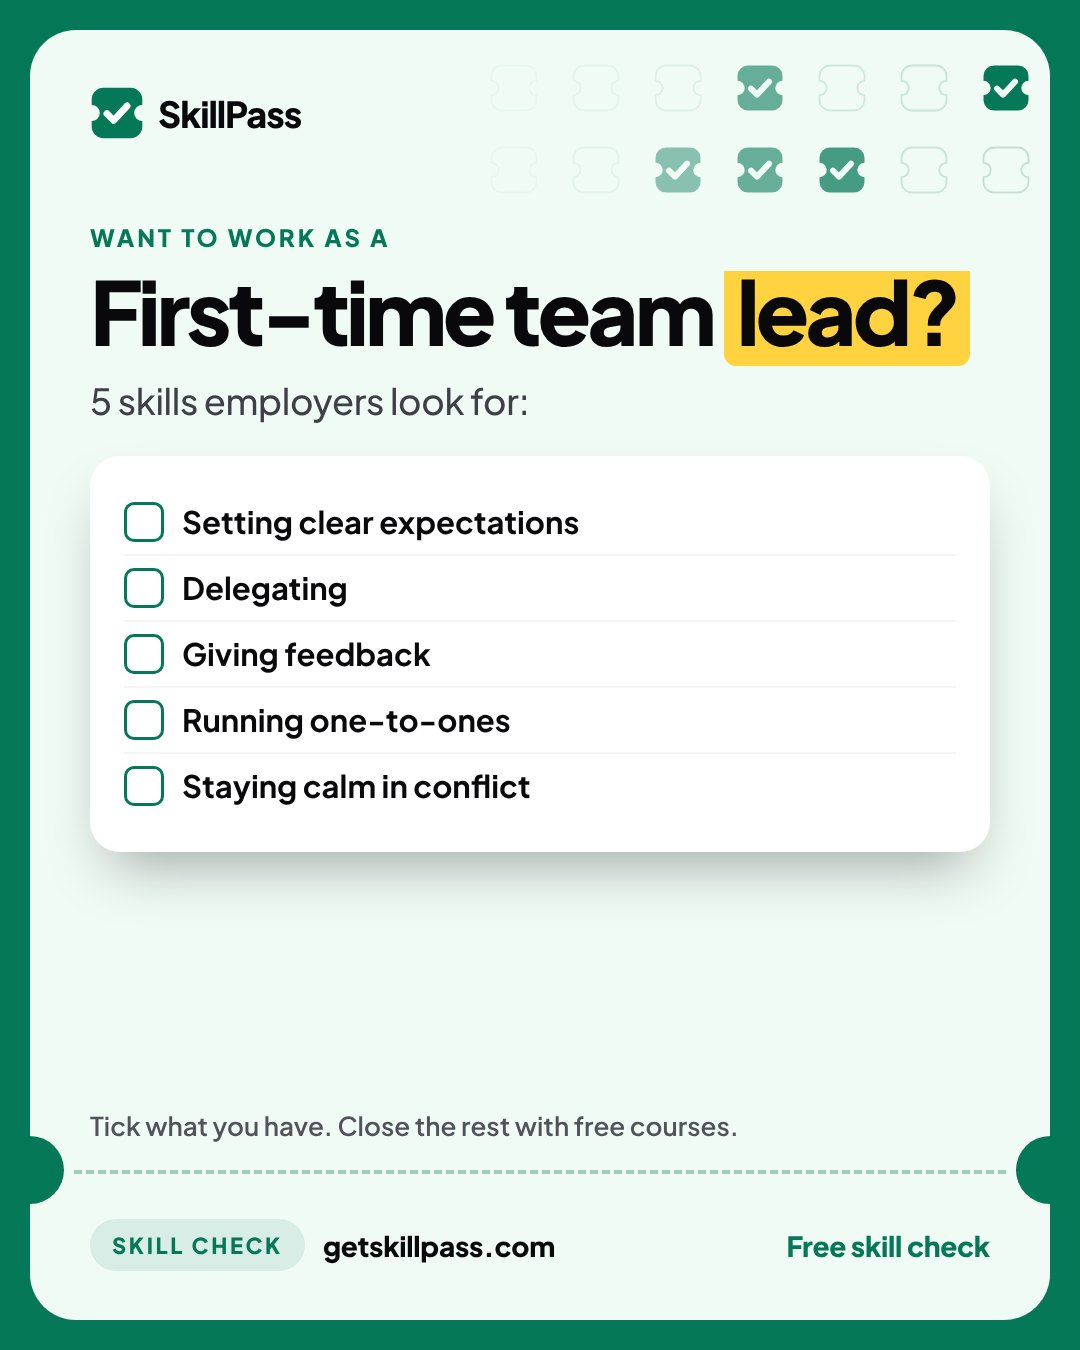 SkillPass
WANT TO WORK AS A
First-time team lead?
5 skills employers look for:
Setting clear expectations
Delegating
Giving feedback
Running one-to-ones
Staying calm in conflict
Tick what you have. Close the rest with free courses.
SKILL CHECK getskillpass.com Free skill check